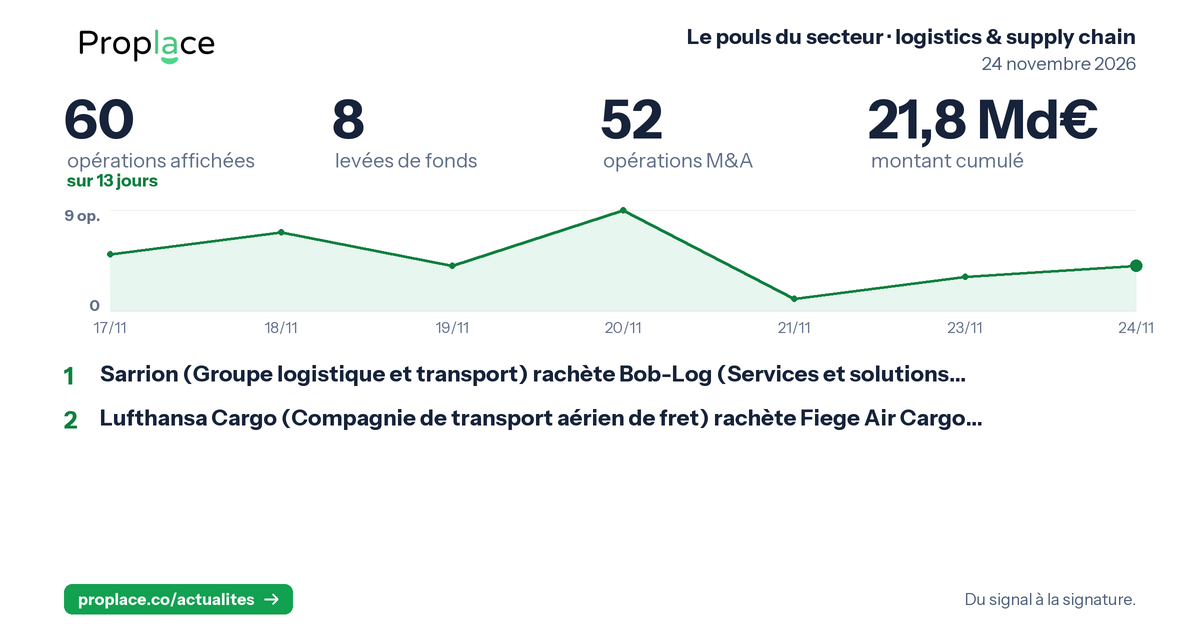 Proplace
Le pouls du secteur · logistics & supply chain
24 novembre 2026
60
opérations affichées
sur 13 jours
8
levées de fonds
52
opérations M&A
21,8 Md€
montant cumulé
9 op.
0
17/11
18/11
19/11
20/11
21/11
23/11
24/11
1 Sarrion (Groupe logistique et transport) rachète Bob-Log (Services et solutions...
2 Lufthansa Cargo (Compagnie de transport aérien de fret) rachète Fiege Air Cargo...
proplace.co/actualites →
Du signal à la signature.